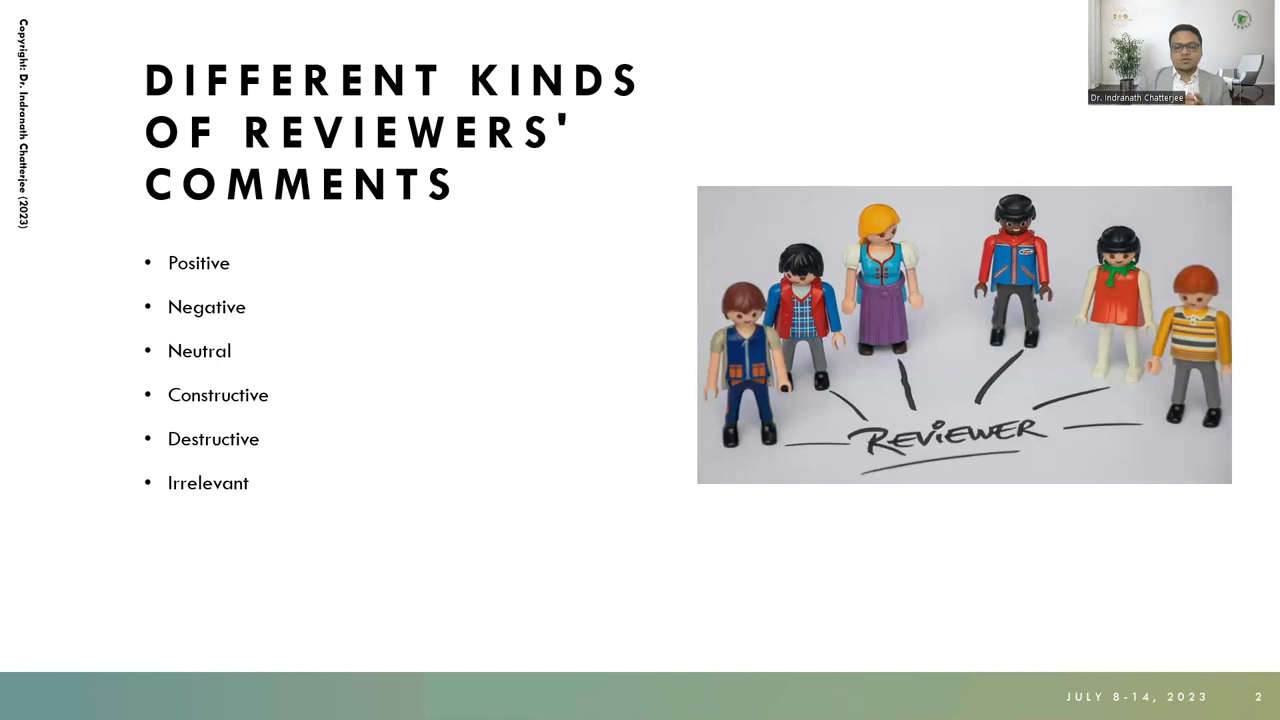 Copyright: Dr. Indranath Chatterjee (2023)
DIFFERENT KINDS
OF REVIEWERS'
COMMENTS
• Positive
• Negative
• Neutral
• Constructive
• Destructive
• Irrelevant
Dr. Indranath Chatterjee
REVIEWER
JULY 8-14, 2023
2